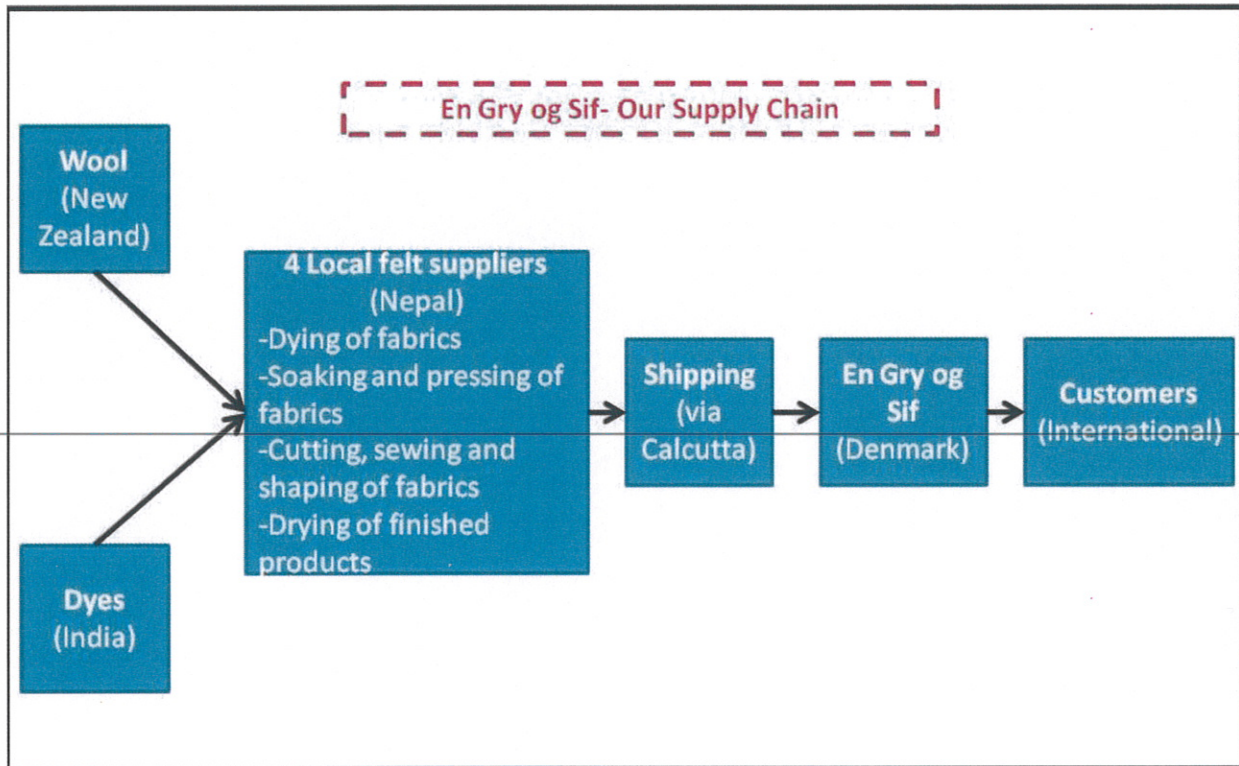 En Gry og Sif- Our Supply Chain
Wool
(New
Zealand)
4 Local felt suppliers
(Nepal)
-Dying of fabrics
-Soaking and pressing of
fabrics
-Cutting, sewing and
shaping of fabrics
-Drying of finished
products
Shipping
(via
Calcutta)
En Gry og
Sif
(Denmark)
Customers
(International)
Dyes
(India)